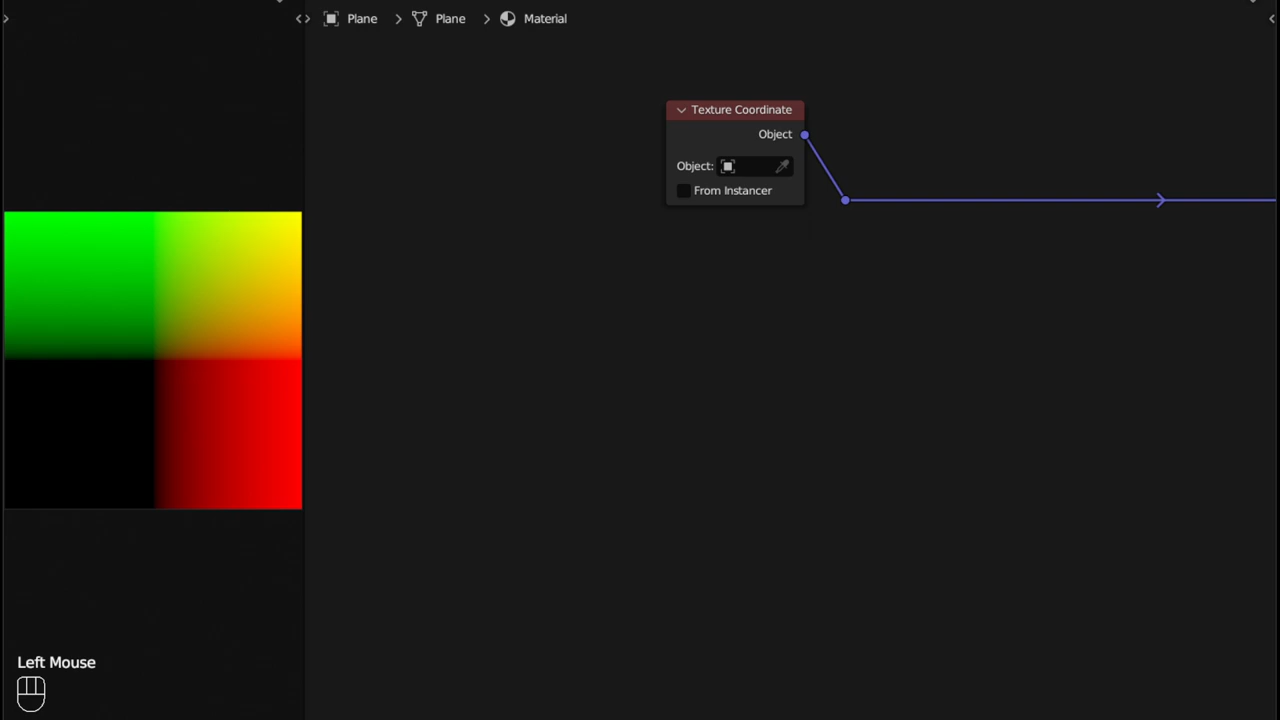 Plane Plane Material
Texture Coordinate
Object
Object:
From Instancer
Left Mouse